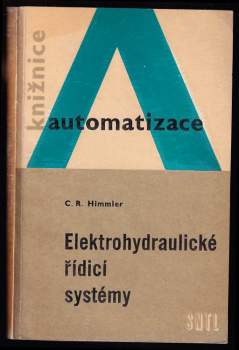 knižnice
automatizace
C. R. Himmler
Elektrohydraulické
řídicí
systémy
SNTL